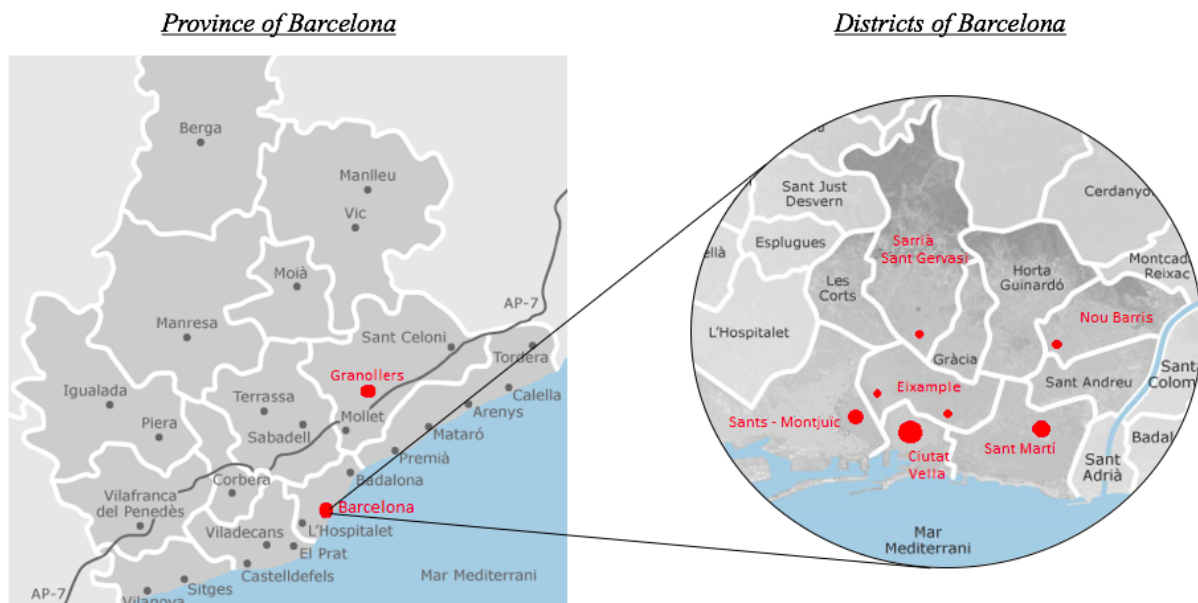 Province of Barcelona
Districts of Barcelona
Berga
Manlleu
Vic
Moià
AP-7
Manresa
Sant Celoni
Tordera
Granollers
Igualada
Terrassa
Calella
Arenys
Piera
Sabadell
Mollet
Mataró
Premià
Badalona
Corbera
Vilafranca
del Penedès
Barcelona
L'Hospitalet
Viladecans
El Prat
Castelldefels
Sitges
AP-7
Vilanova
Mar Mediterrani
Sant Just
Desvern
Cerdanyo
Esplugues
Sarrià
Sant Gervasi
Les
Corts
Horta
Guinardó
Montcad
Reixac
Nou Barris
L'Hospitalet
Gràcia
Sant Andreu
Santa
Colom
Eixample
Sants - Montjuïc
Ciutat
Vella
Sant Martí
Badal
Sant
Adrià
Mar
Mediterrani